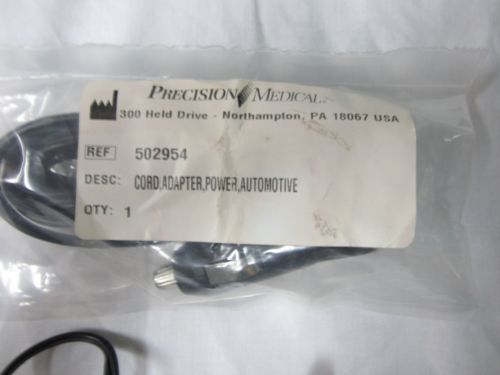 PRECISION MEDICAL.
300 Held Drive - Northampton, PA 18067 USA
REF 502954
DESC: CORD,ADAPTER,POWER,AUTOMOTIVE
QTY: 1